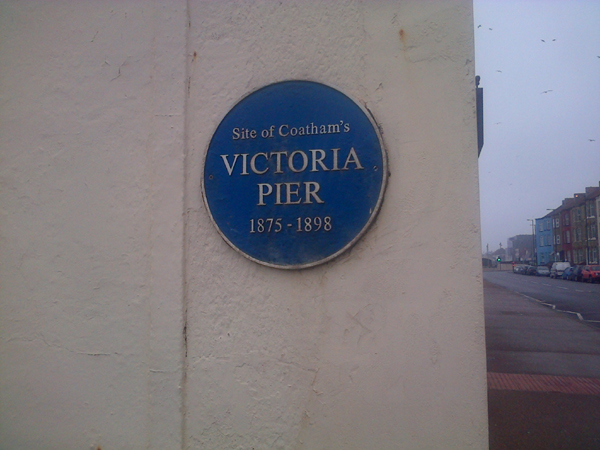 Site of Coatham's
VICTORIA
PIER
1875 - 1898